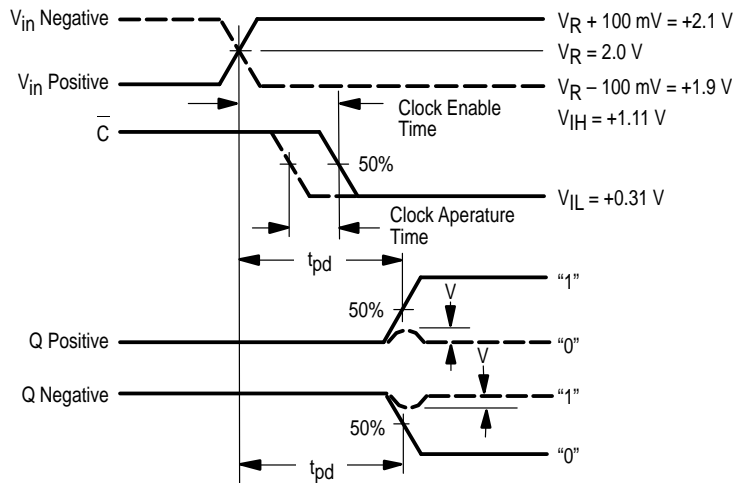 Vin Negative
VR + 100 mV = +2.1 V
VR = 2.0 V
Vin Positive
VR – 100 mV = +1.9 V
Clock Enable
Time
VIH = +1.11 V
C
50%
VIL = +0.31 V
Clock Aperature
Time
tpd
V
“1”
50%
Q Positive
“0”
V
Q Negative
“1”
50%
“0”
tpd